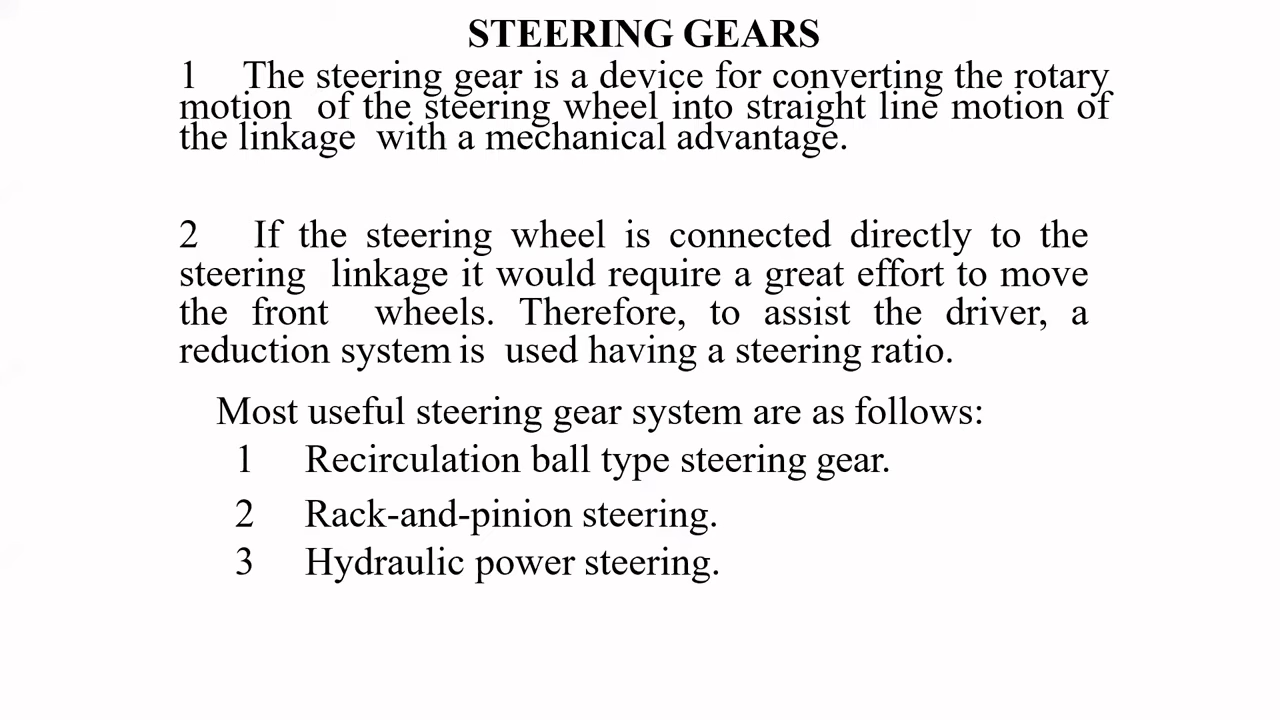 STEERING GEARS
1 The steering gear is a device for converting the rotary
motion of the steering wheel into straight line motion of
the linkage with a mechanical advantage.
2 If the steering wheel is connected directly to the
steering linkage it would require a great effort to move
the front wheels. Therefore, to assist the driver, a
reduction system is used having a steering ratio.
Most useful steering gear system are as follows:
1 Recirculation ball type steering gear.
2 Rack-and-pinion steering.
3 Hydraulic power steering.